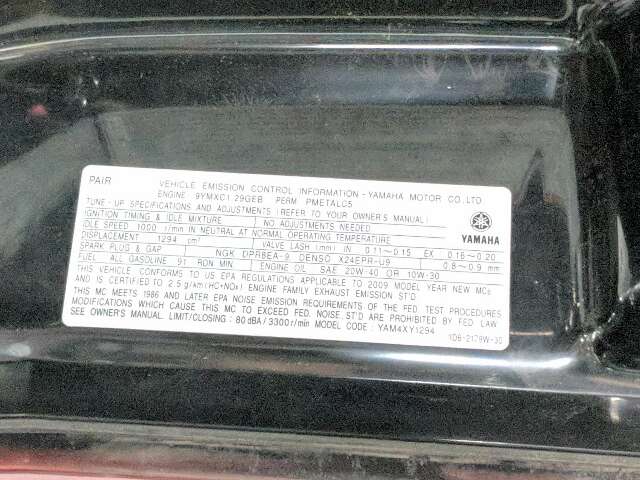 PAIR
VEHICLE EMISSION CONTROL INFORMATION - YAMAHA MOTOR CO.,LTD.
ENGINE 9YMXC1.29GEB PERM PMETALC5
TUNE-UP SPECIFICATIONS AND ADJUSTMENTS (REFER TO YOUR OWNER'S MANUAL)
IGNITION TIMING & IDLE MIXTURE NO ADJUSTMENTS NEEDED
IDLE SPEED 1000 r/min IN NEUTRAL AT NORMAL OPERATING TEMPERATURE
DISPLACEMENT 1294 cm³ VALVE LASH (mm) IN 0.11-0.15 EX 0.16-0.20
SPARK PLUG & GAP NGK DPR8EA-9 DENSO X24EPR-U9 0.8-0.9 mm
FUEL ALL GASOLINE 91 RON MIN ENGINE OIL SAE 20W-40 OR 10W-30
THIS VEHICLE CONFORMS TO US EPA REGULATIONS APPLICABLE TO 2009 MODEL YEAR NEW MCs
AND IS CERTIFIED TO 2.5 g/km(HC+NOx) ENGINE FAMILY EXHAUST EMISSION ST'D
THIS MC MEETS 1986 AND LATER EPA NOISE EMISSION REQUIREMENTS OF THE FED TEST PROCEDURES
MODIFICATIONS WHICH CAUSE THIS MC TO EXCEED FED. NOISE ST'DS ARE PROHIBITED BY FED LAW
SEE OWNER'S MANUAL. LIMIT/CLOSING : 80 dBA / 3300r/min MODEL CODE : YAM4XY1294
YAMAHA
1D6-2179W-30